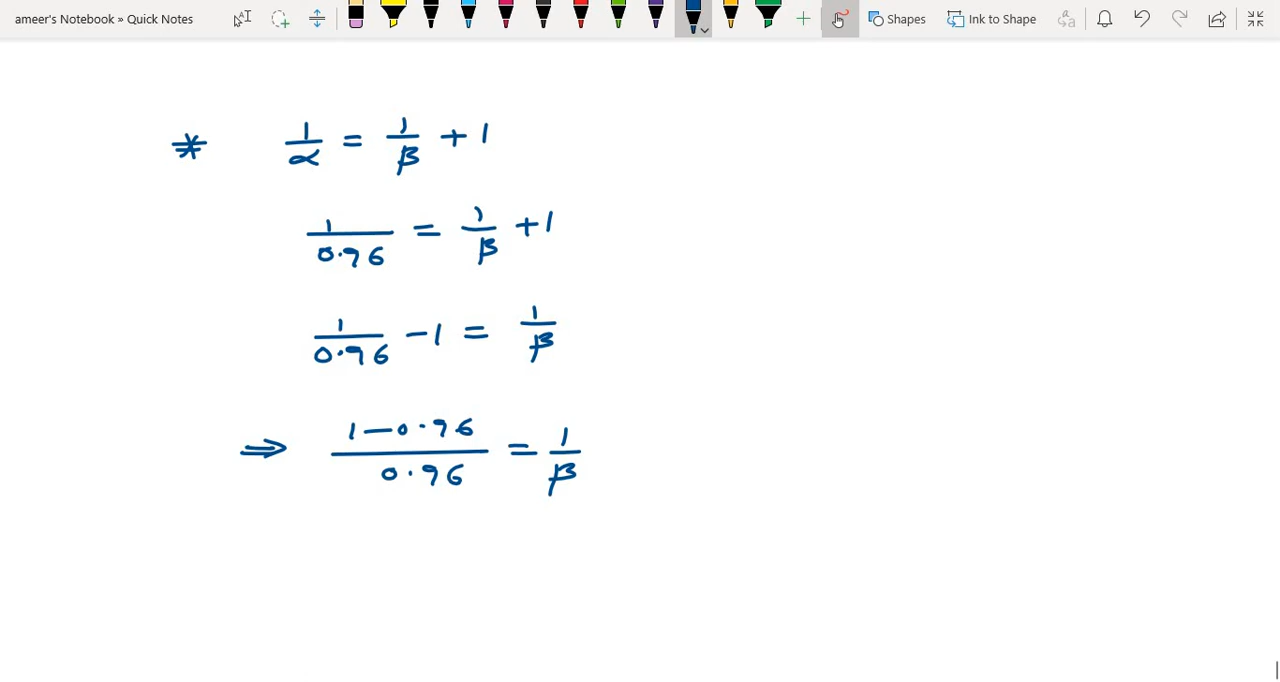 ameer's Notebook » Quick Notes
Shapes
Ink to Shape
* 1/α = 1/β + 1
1/0.96 = 1/β + 1
1/0.96 - 1 = 1/β
⇒ (1 - 0.96)/0.96 = 1/β